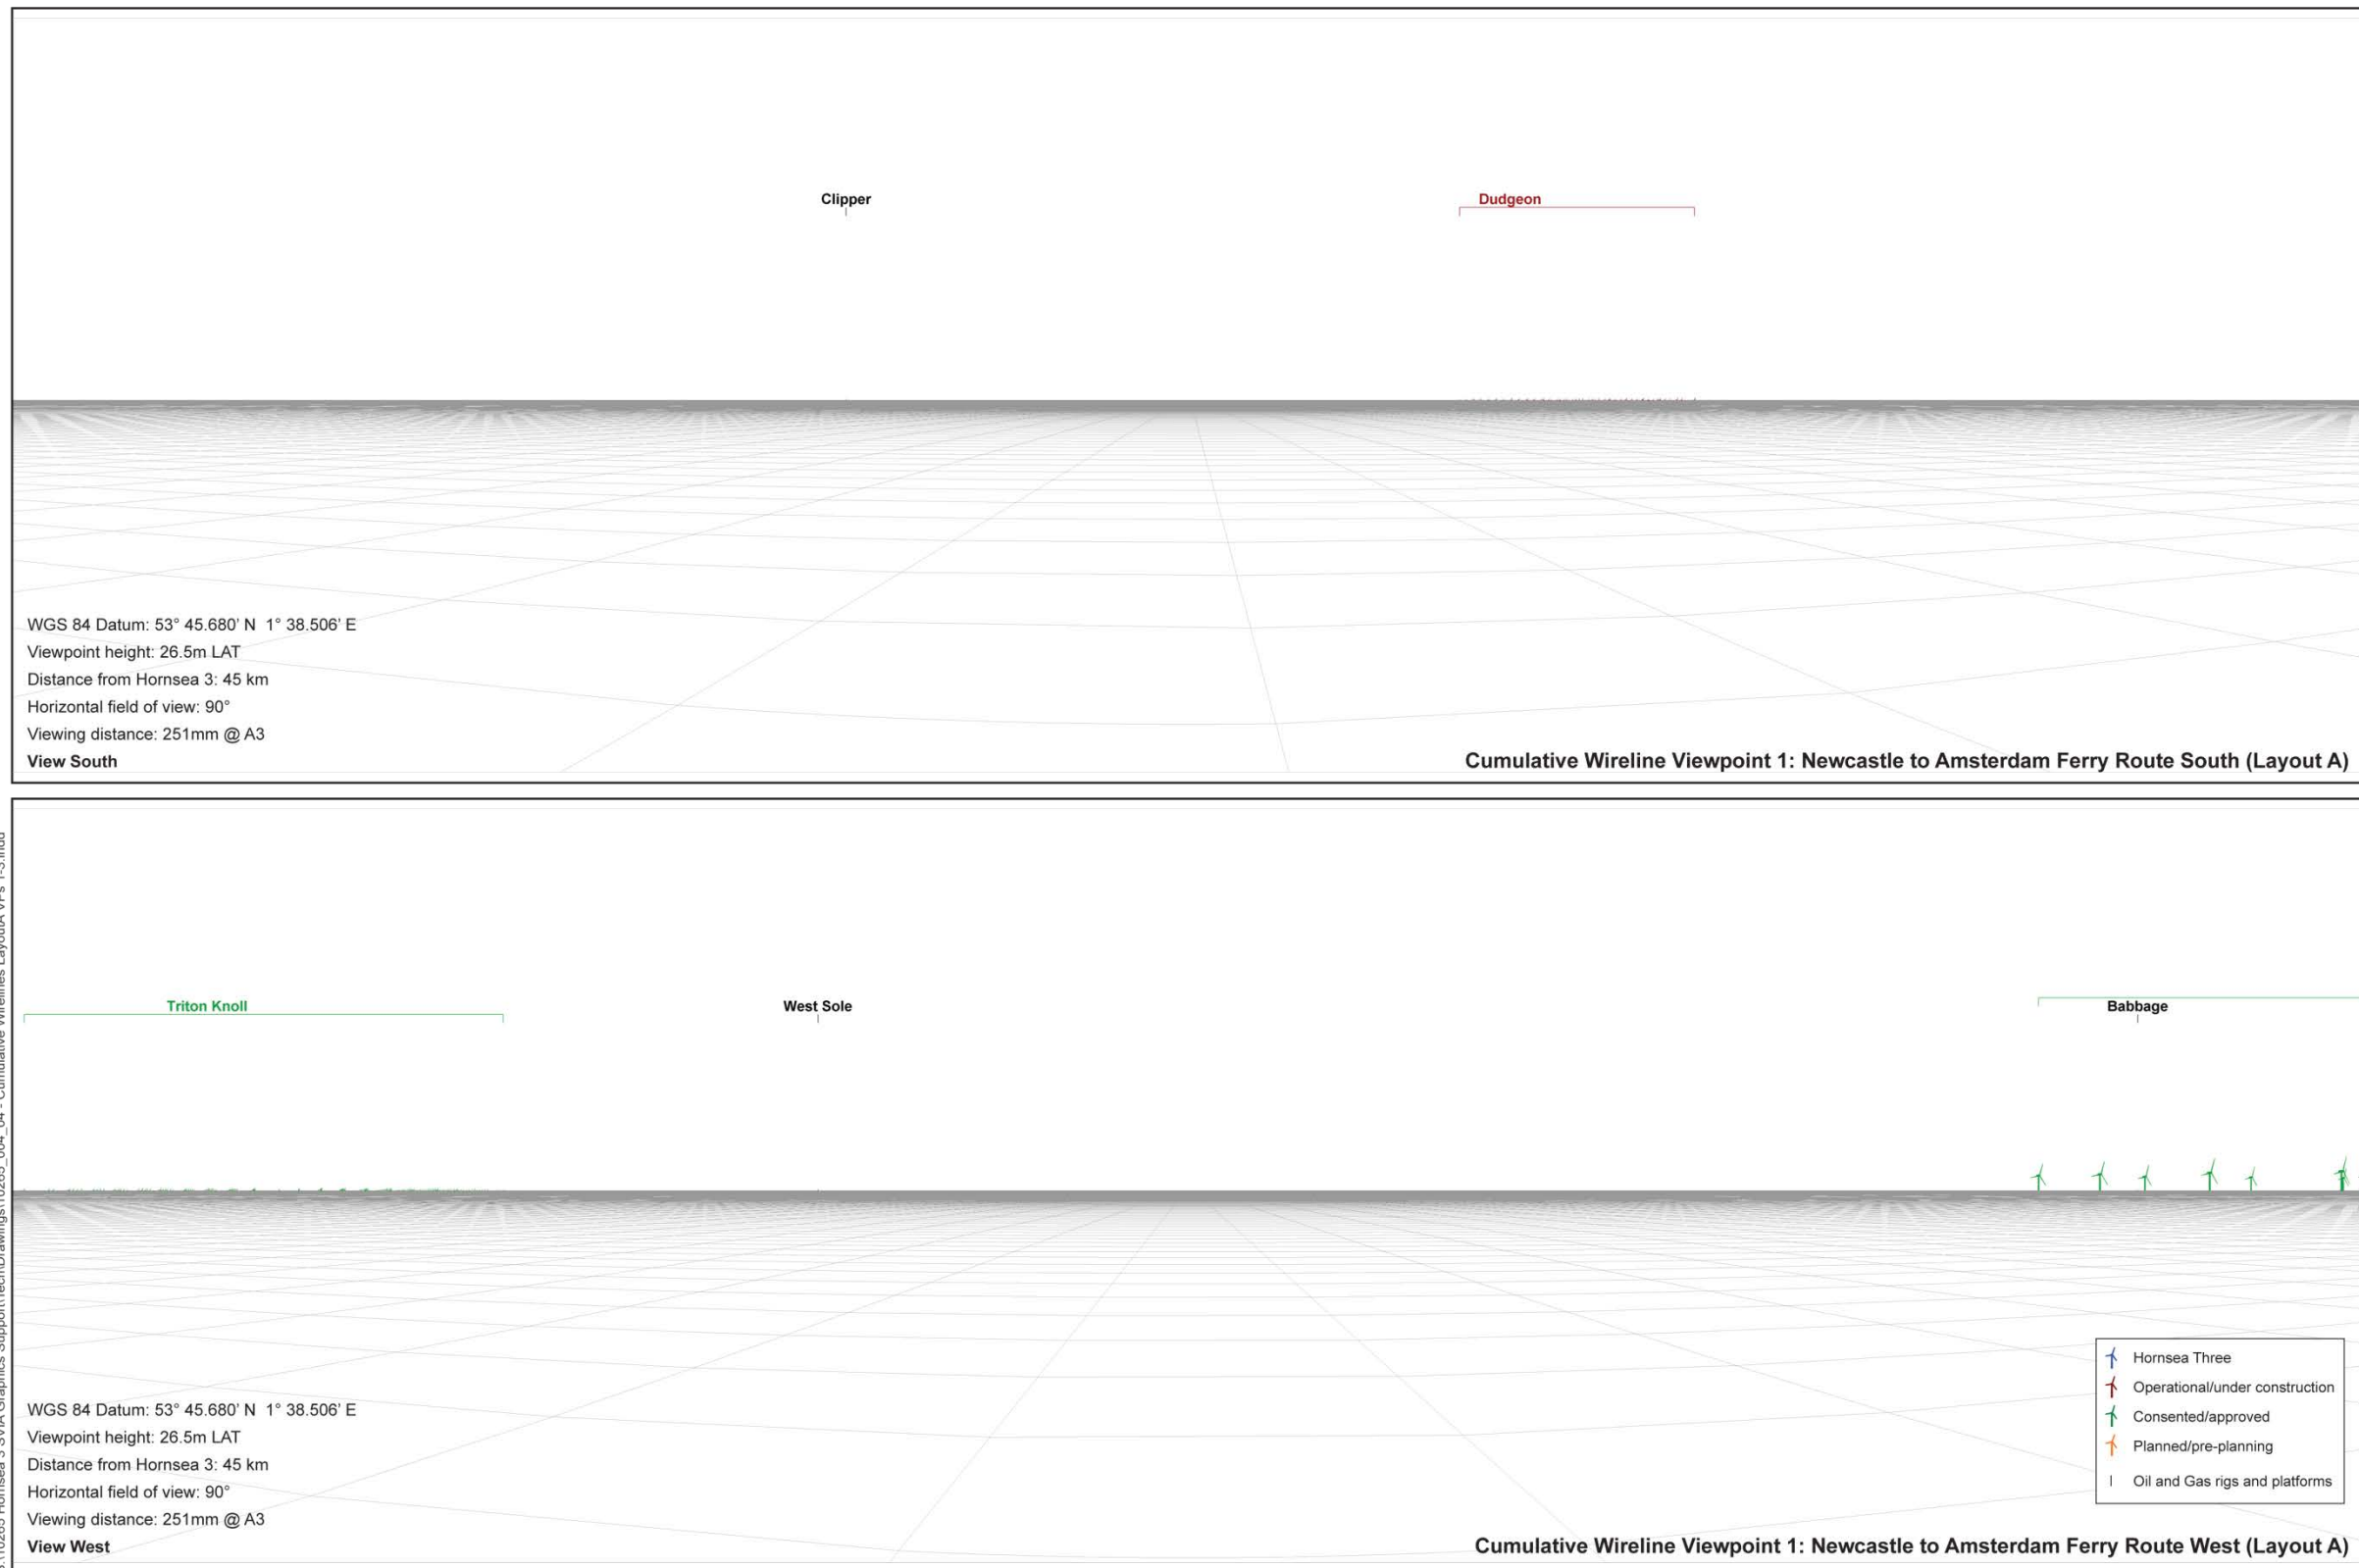 Clipper
Dudgeon
WGS 84 Datum: 53° 45.680’ N  1° 38.506’ E
Viewpoint height: 26.5m LAT
Distance from Hornsea 3: 45 km
Horizontal field of view: 90°
Viewing distance: 251mm @ A3
View South
Cumulative Wireline Viewpoint 1: Newcastle to Amsterdam Ferry Route South (Layout A)
Triton Knoll
West Sole
Babbage
Hornsea Three
Operational/under construction
Consented/approved
Planned/pre-planning
Oil and Gas rigs and platforms
WGS 84 Datum: 53° 45.680’ N  1° 38.506’ E
Viewpoint height: 26.5m LAT
Distance from Hornsea 3: 45 km
Horizontal field of view: 90°
Viewing distance: 251mm @ A3
View West
Cumulative Wireline Viewpoint 1: Newcastle to Amsterdam Ferry Route West (Layout A)